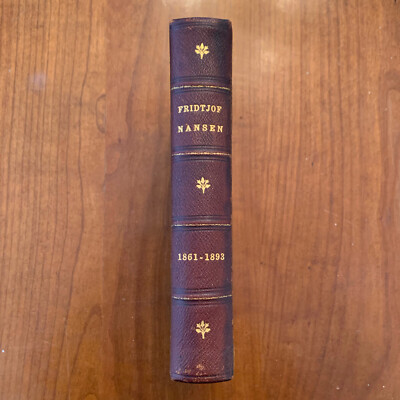 FRIDTJOF
NANSEN
1861-1893